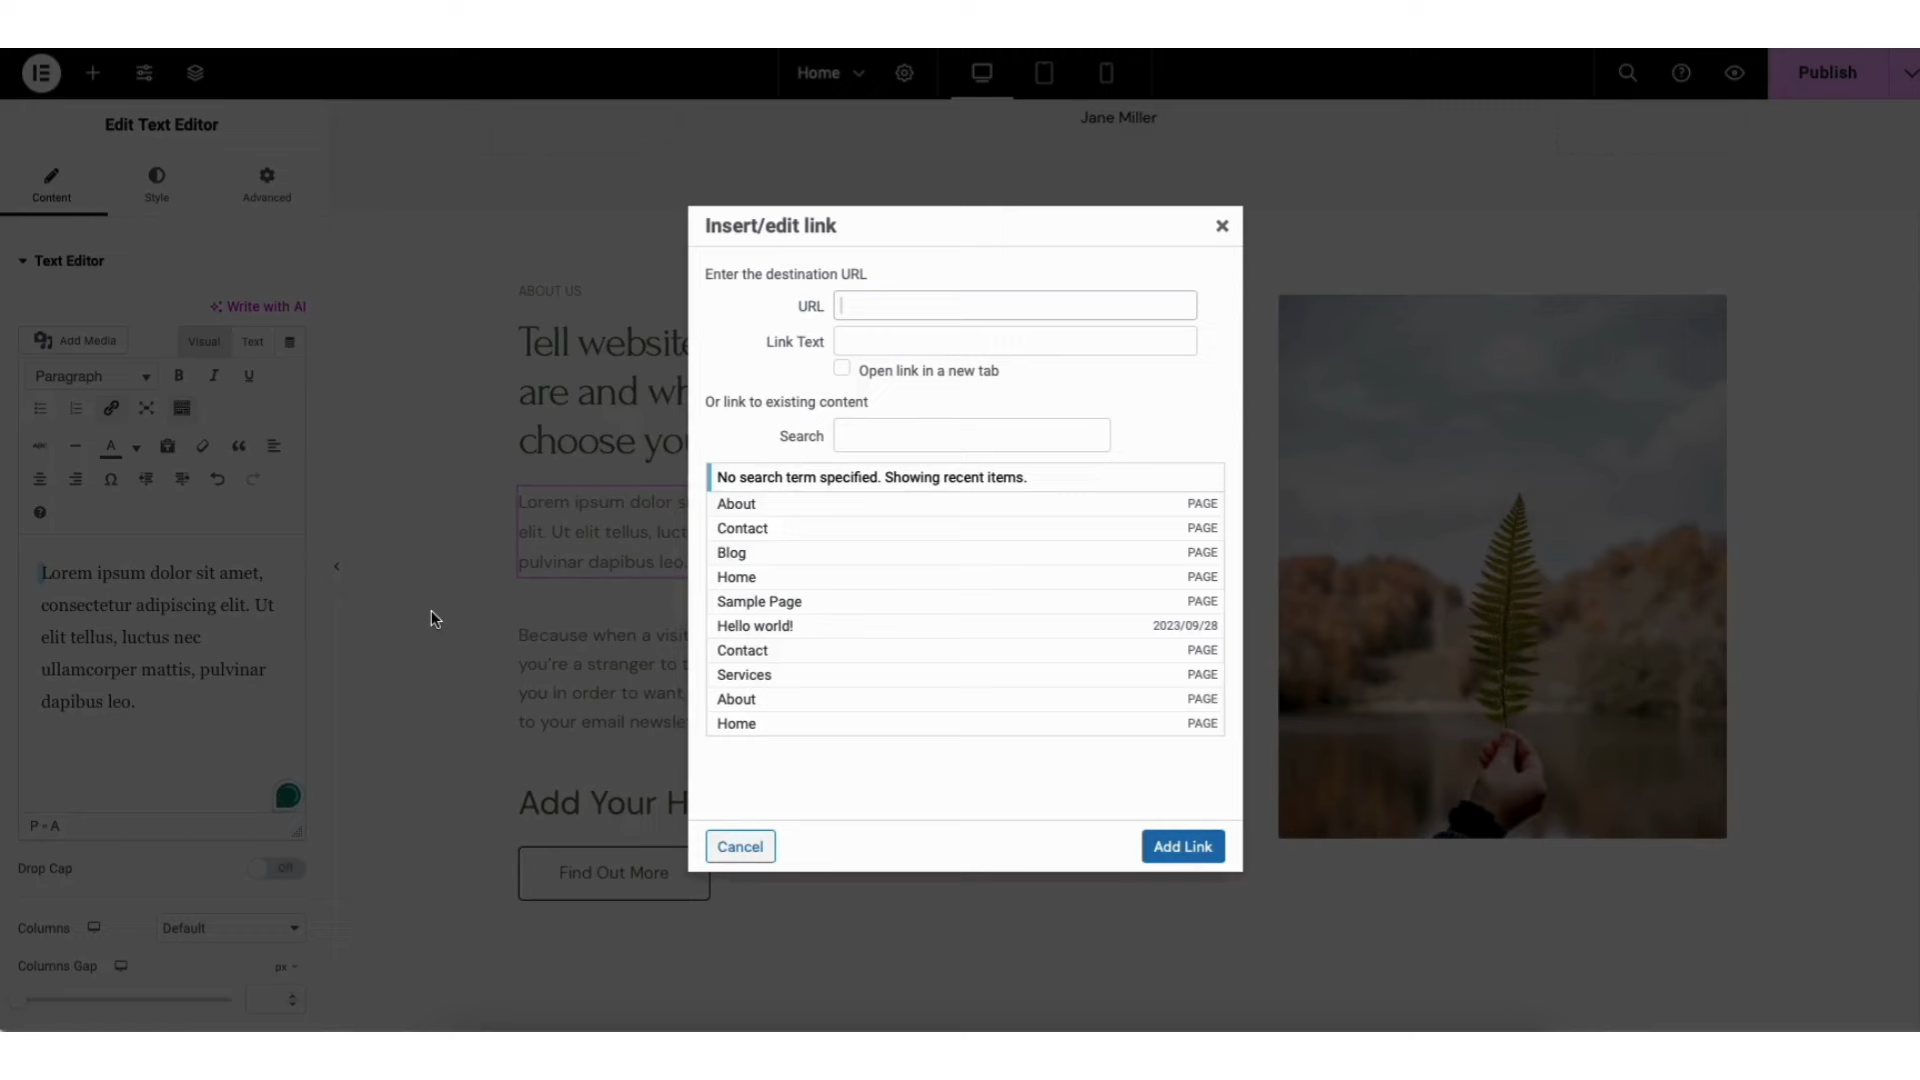 Home
Publish
Edit Text Editor
Jane Miller
Content
Style
Advanced
Text Editor
Write with AI
Add Media
Visual
Text
Paragraph
B
I
U
ABC
A
Ω
Lorem ipsum dolor sit amet,
consectetur adipiscing elit. Ut
elit tellus, luctus nec
ullamcorper mattis, pulvinar
dapibus leo.
P » A
Drop Cap
Off
Columns
Default
Columns Gap
px
ABOUT US
Tell website
are and wh
choose you
Lorem ipsum dolor s
elit. Ut elit tellus, luct
pulvinar dapibus leo.
Because when a visit
you're a stranger to t
you in order to want
to your email newsle
Add Your H
Find Out More
Insert/edit link
Enter the destination URL
URL
Link Text
Open link in a new tab
Or link to existing content
Search
No search term specified. Showing recent items.
About PAGE
Contact PAGE
Blog PAGE
Home PAGE
Sample Page PAGE
Hello world! 2023/09/28
Contact PAGE
Services PAGE
About PAGE
Home PAGE
Cancel
Add Link